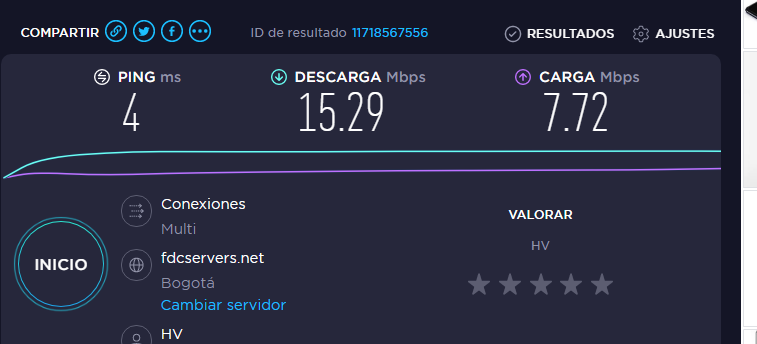 COMPARTIR
ID de resultado 11718567556
RESULTADOS
AJUSTES
PING ms
DESCARGA Mbps
CARGA Mbps
4
15.29
7.72
INICIO
Conexiones
Multi
fdcservers.net
Bogotá
Cambiar servidor
HV
VALORAR
HV